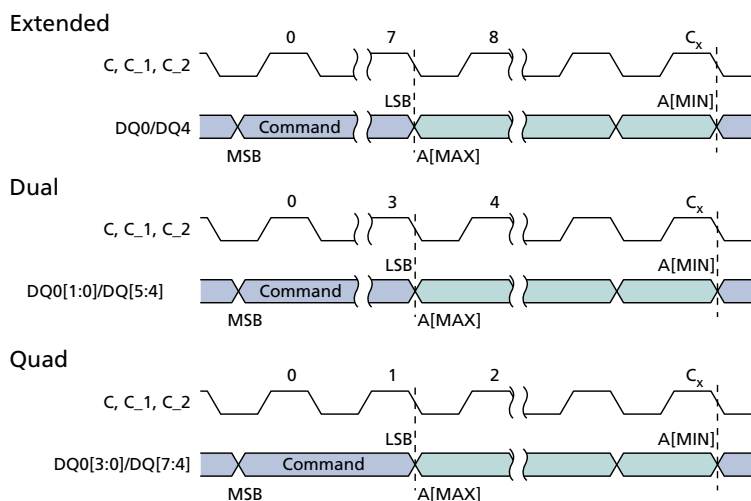 Extended
0 7 8 Cx
C, C_1, C_2
LSB A[MIN]
DQ0/DQ4 Command
MSB A[MAX]
Dual
0 3 4 Cx
C, C_1, C_2
LSB A[MIN]
DQ0[1:0]/DQ[5:4] Command
MSB A[MAX]
Quad
0 1 2 Cx
C, C_1, C_2
LSB A[MIN]
DQ0[3:0]/DQ[7:4] Command
MSB A[MAX]